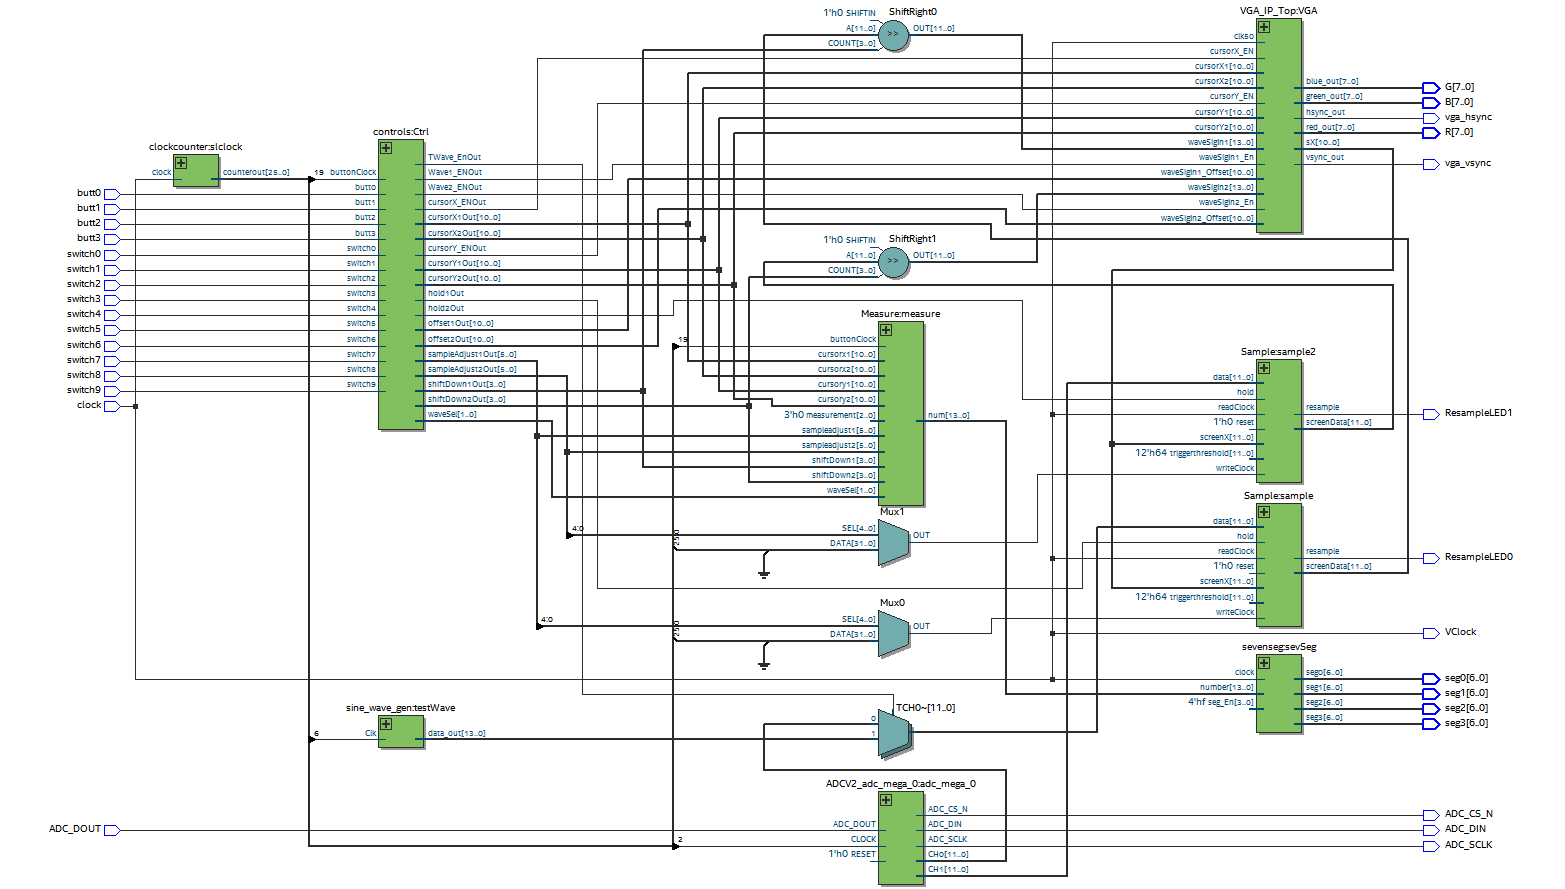 1'h0 SHIFTIN
ShiftRight0
A[11..0]
OUT[11..0]
COUNT[3..0]
VGA_IP_Top:VGA
clkso
cursorX_EN
cursorX1[10..0]
cursorX2[10..0]
cursorY_EN
cursorY1[10..0]
cursorY2[10..0]
waveSigIn1[13..0]
waveSigIn1_En
waveSigIn1_Offset[10..0]
waveSigIn2[13..0]
waveSigIn2_En
waveSigIn2_Offset[10..0]
blue_out[7..0]
green_out[7..0]
hsync_out
red_out[7..0]
sX[10..0]
vsync_out
G[7..0]
B[7..0]
vga_hsync
R[7..0]
vga_vsync
clockcounter:slclock
clock
counterout[25..0]
butt0
butt1
butt2
butt3
switch0
switch1
switch2
switch3
switch4
switch5
switch6
switch7
switch8
switch9
clock
controls:Ctrl
19
buttonClock
butt0
butt1
butt2
butt3
switch0
switch1
switch2
switch3
switch4
switch5
switch6
switch7
switch8
switch9
TWave_EnOut
Wave1_ENOut
Wave2_ENOut
cursorX_ENOut
cursorX1Out[10..0]
cursorX2Out[10..0]
cursorY_ENOut
cursorY1Out[10..0]
cursorY2Out[10..0]
hold1Out
hold2Out
offset1Out[10..0]
offset2Out[10..0]
sampleAdjust1Out[5..0]
sampleAdjust2Out[5..0]
shiftDown1Out[3..0]
shiftDown2Out[3..0]
waveSel[1..0]
1'h0 SHIFTIN
ShiftRight1
A[11..0]
OUT[11..0]
COUNT[3..0]
Measure:measure
19
buttonClock
cursorx1[10..0]
cursorx2[10..0]
cursory1[10..0]
cursory2[10..0]
3'h0 measurement[2..0]
sampleadjust1[5..0]
sampleadjust2[5..0]
shiftDown1[3..0]
shiftDown2[3..0]
waveSel[1..0]
num[13..0]
Mux1
4:0
SEL[4..0]
DATA[31..0]
OUT
25:0
Mux0
4:0
SEL[4..0]
DATA[31..0]
OUT
25:0
Sample:sample2
data[11..0]
hold
readClock
1'h0 reset
screenX[11..0]
12'h64 triggerthreshold[11..0]
writeClock
resample
screenData[11..0]
ResampleLED1
Sample:sample
data[11..0]
hold
readClock
1'h0 reset
screenX[11..0]
12'h64 triggerthreshold[11..0]
writeClock
resample
screenData[11..0]
ResampleLED0
VClock
sevenseg:sevSeg
clock
number[13..0]
4'hf seg_En[3..0]
seg0[6..0]
seg1[6..0]
seg2[6..0]
seg3[6..0]
seg0[6..0]
seg1[6..0]
seg2[6..0]
seg3[6..0]
sine_wave_gen:testWave
6
Clk
data_out[13..0]
TCH0~[11..0]
0
1
ADCV2_adc_mega_0:adc_mega_0
ADC_DOUT
2
ADC_DOUT
CLOCK
1'h0 RESET
ADC_CS_N
ADC_DIN
ADC_SCLK
CH0[11..0]
CH1[11..0]
ADC_CS_N
ADC_DIN
ADC_SCLK